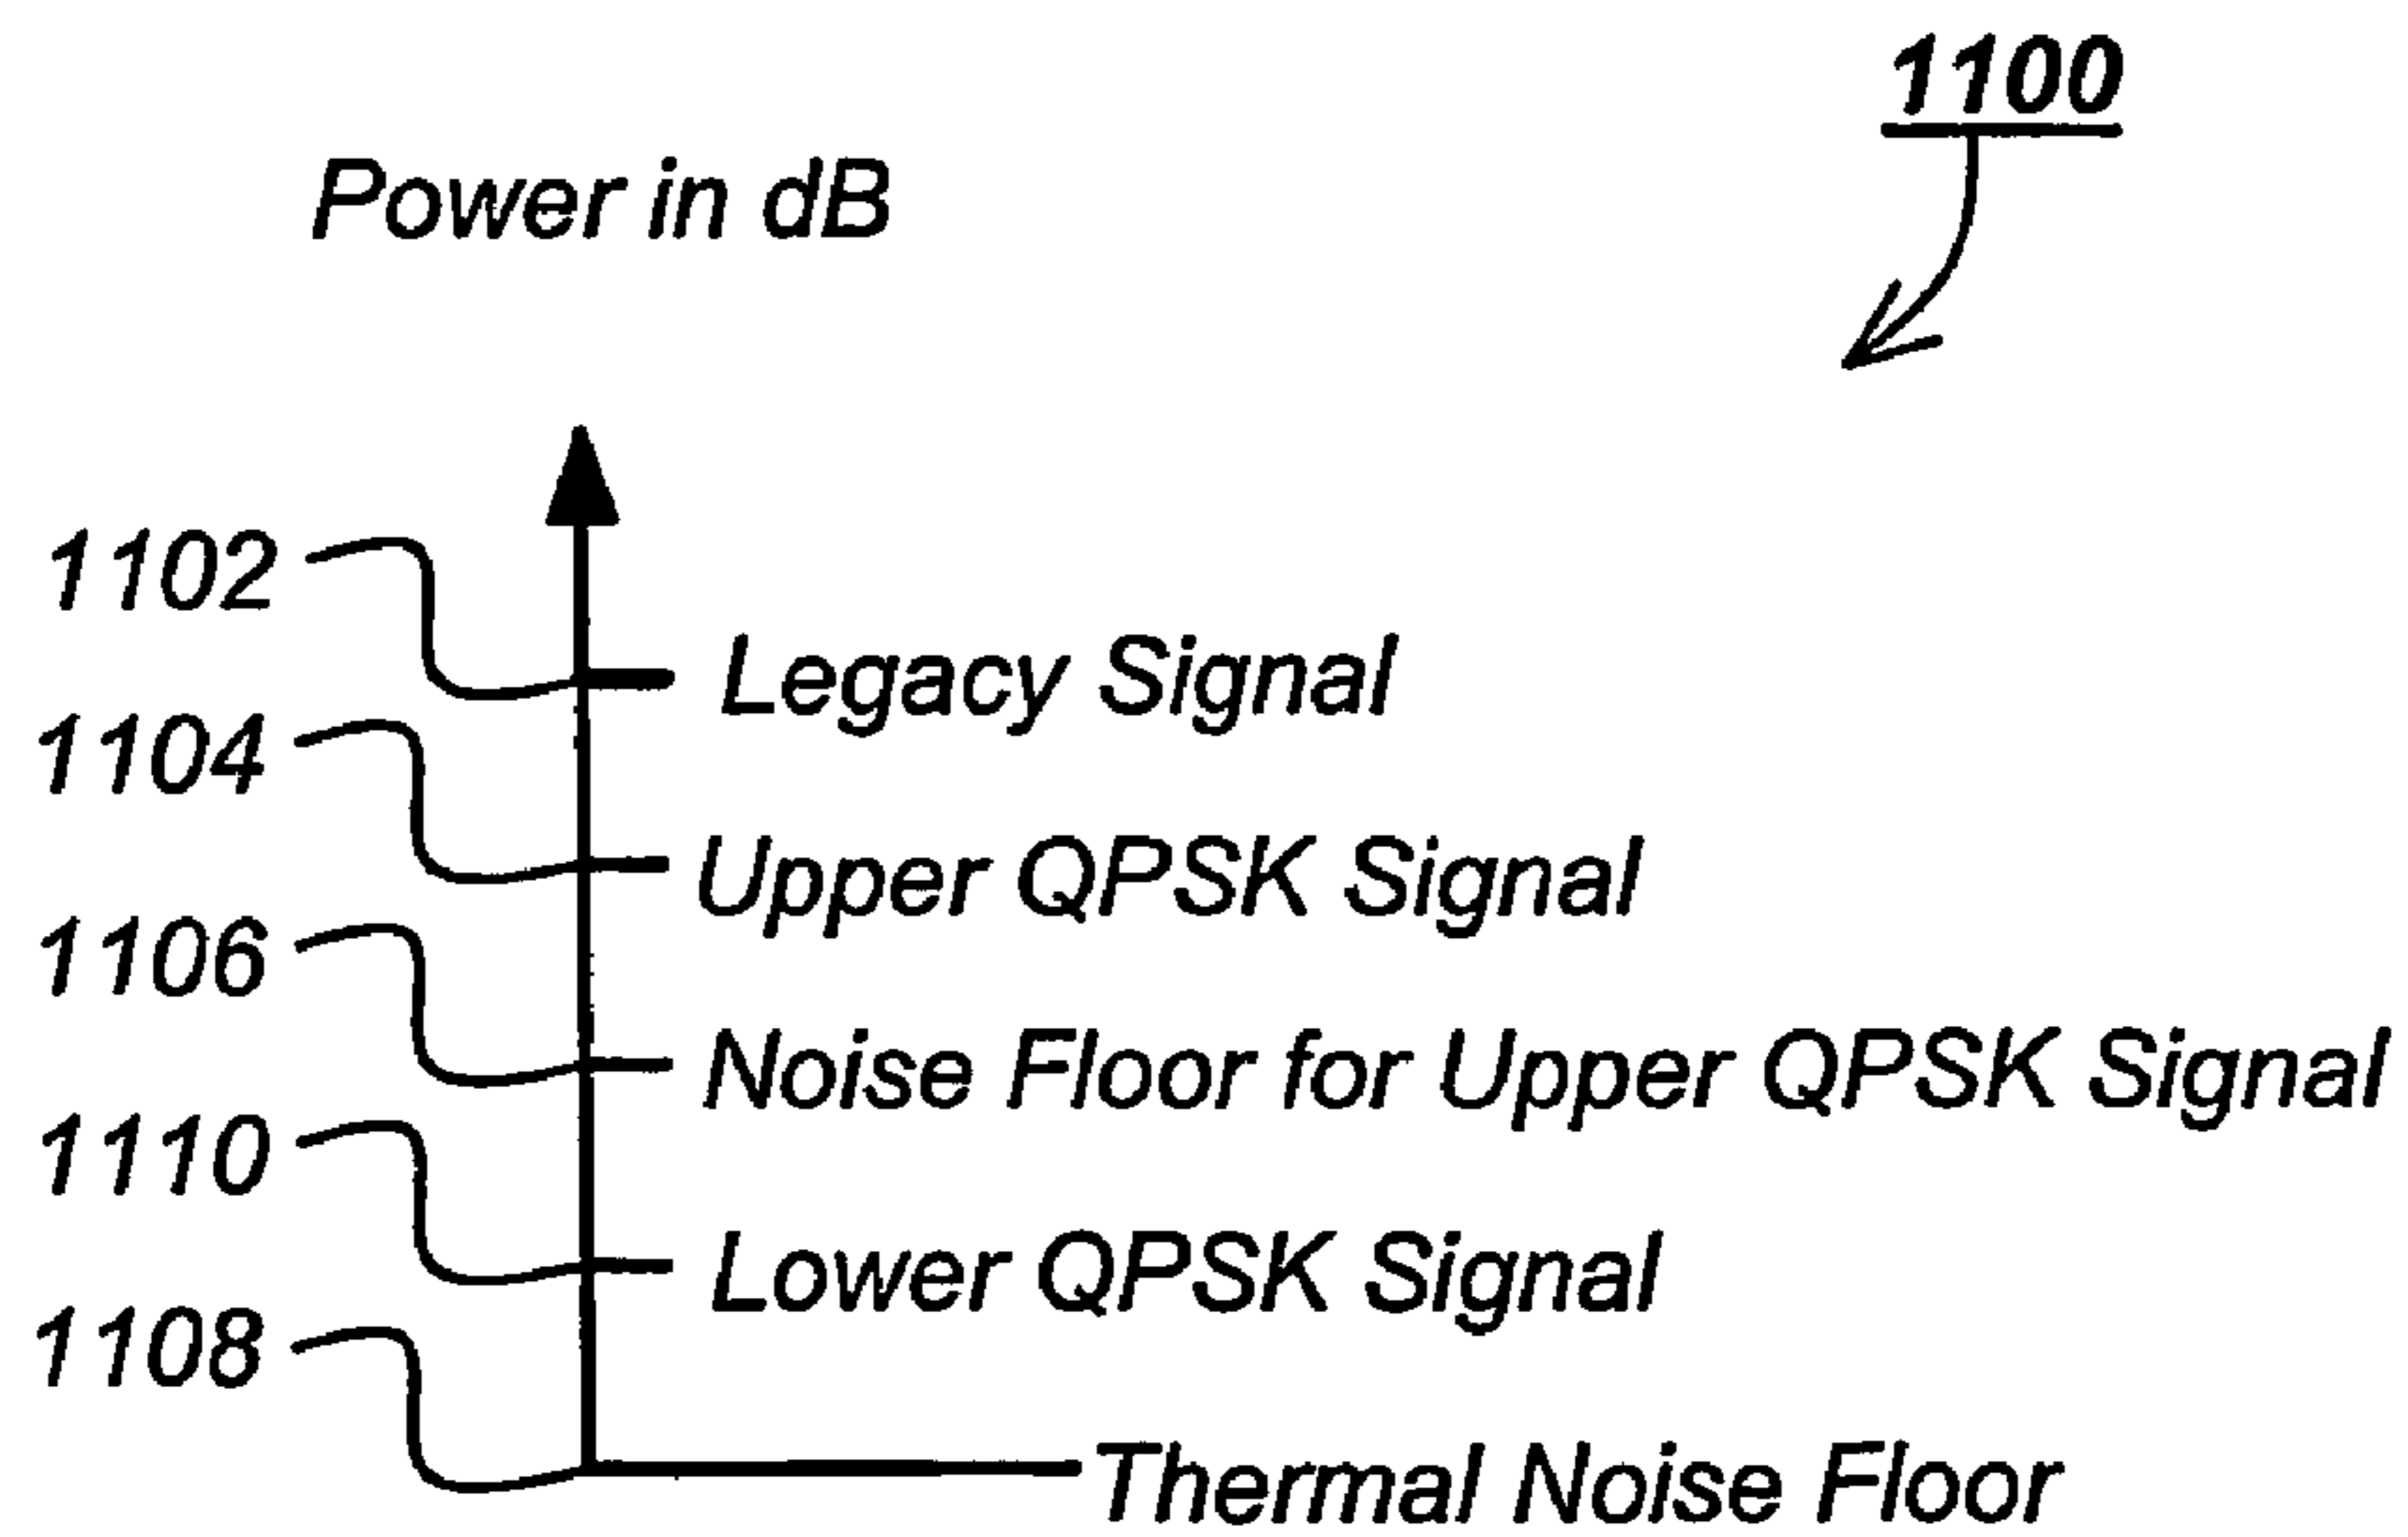 1100
Power in dB
1102
Legacy Signal
1104
Upper QPSK Signal
1106
Noise Floor for Upper QPSK Signal
1110
Lower QPSK Signal
1108
Thermal Noise Floor